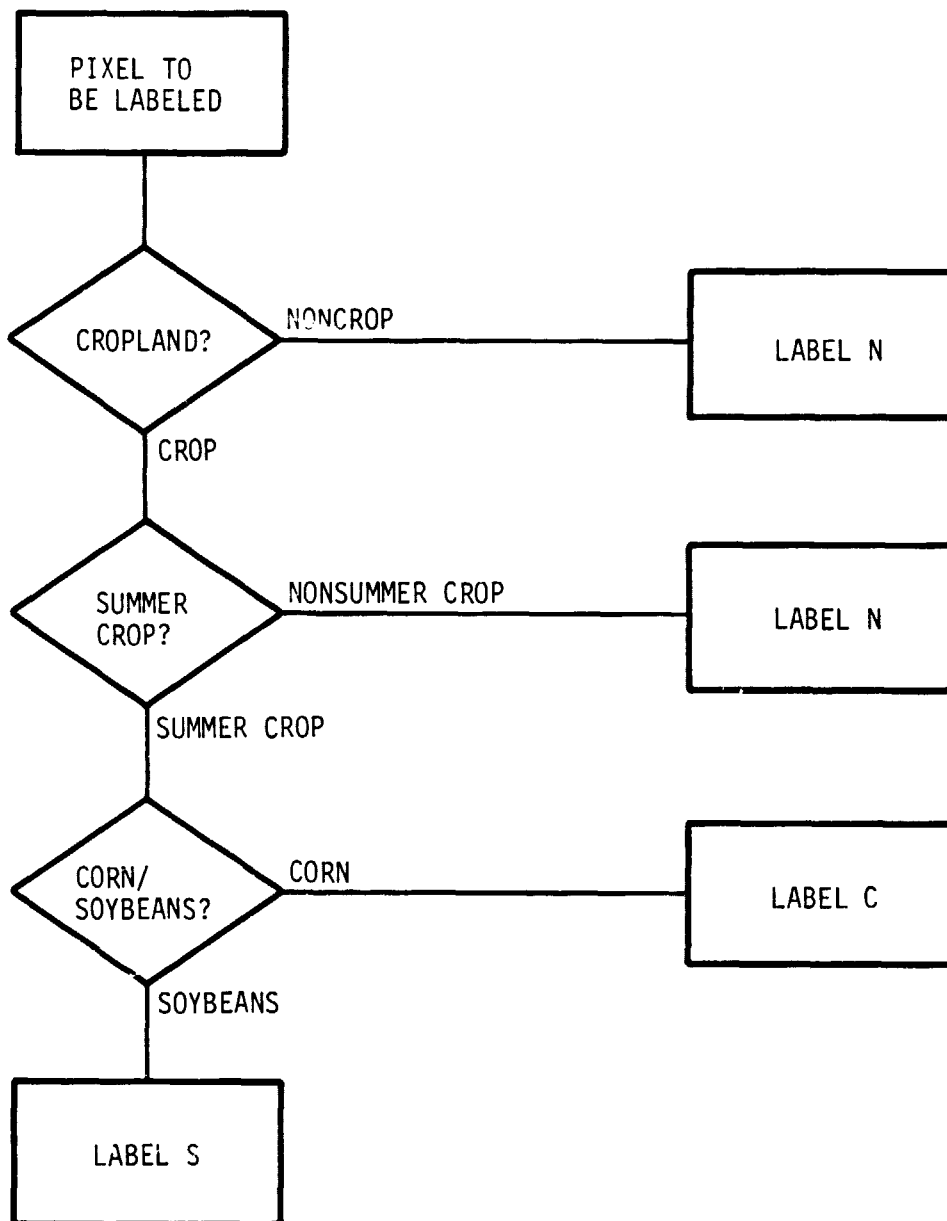 PIXEL TO
BE LABELED
CROPLAND?
NONCROP
LABEL N
CROP
SUMMER
CROP?
NONSUMMER CROP
LABEL N
SUMMER CROP
CORN/
SOYBEANS?
CORN
LABEL C
SOYBEANS
LABEL S